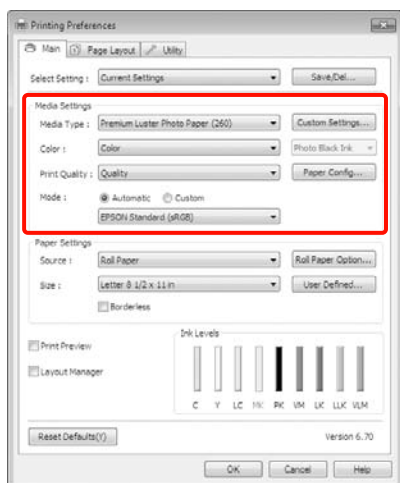 Printing Preferences
Main Page Layout Utility
Select Setting : Current Settings Save/Del...
Media Settings
Media Type : Premium Luster Photo Paper (260) Custom Settings...
Color : Color Photo Black Ink
Print Quality : Quality Paper Config...
Mode : Automatic Custom
EPSON Standard (sRGB)
Paper Settings
Source : Roll Paper Roll Paper Option...
Size : Letter 8 1/2 x 11 in User Defined...
Borderless
Ink Levels
Print Preview
Layout Manager
C Y LC MK PK VM LK LLK VLM
Reset Defaults(Y) Version 6.70
OK Cancel Help